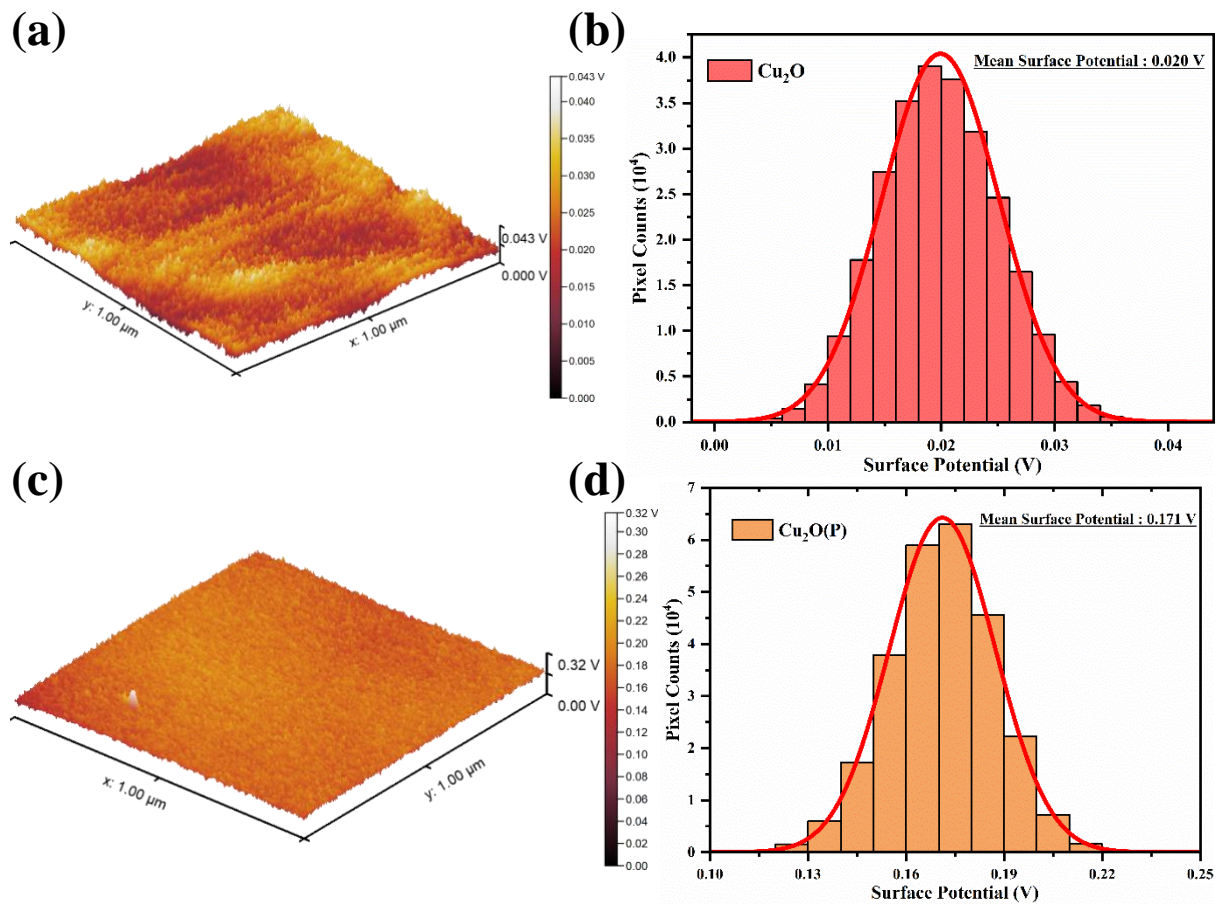 (a)
0.043 V
0.040
0.035
0.030
0.025
0.020
0.015
0.010
0.005
0.000
0.043 V
0.000 V
y: 1.00 µm
x: 1.00 µm
(b)
Cu₂O
Mean Surface Potential : 0.020 V
Pixel Counts (10⁴)
4.0
3.5
3.0
2.5
2.0
1.5
1.0
0.5
0.0
0.00 0.01 0.02 0.03 0.04
Surface Potential (V)
(c)
0.32 V
0.30
0.28
0.26
0.24
0.22
0.20
0.18
0.16
0.14
0.12
0.10
0.08
0.06
0.04
0.02
0.00
0.32 V
0.00 V
x: 1.00 µm
y: 1.00 µm
(d)
Cu₂O(P)
Mean Surface Potential : 0.171 V
Pixel Counts (10⁴)
7
6
5
4
3
2
1
0
0.10 0.13 0.16 0.19 0.22 0.25
Surface Potential (V)